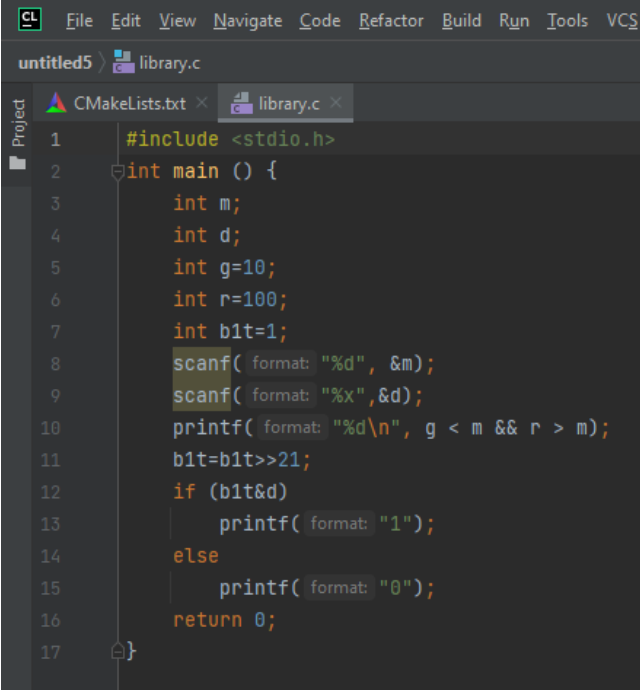 CL File Edit View Navigate Code Refactor Build Run Tools VCS
untitled5 library.c
Project
CMakeLists.txt library.c
1 #include <stdio.h>
2 int main () {
3 int m;
4 int d;
5 int g=10;
6 int r=100;
7 int b1t=1;
8 scanf( format: "%d", &m);
9 scanf( format: "%x",&d);
10 printf( format: "%d\n", g < m && r > m);
11 b1t=b1t>>21;
12 if (b1t&d)
13 printf( format: "1");
14 else
15 printf( format: "0");
16 return 0;
17 }